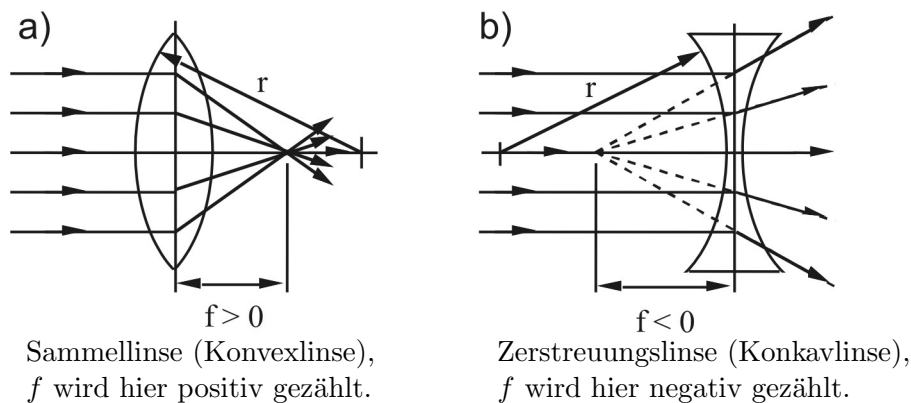 a)
r
f > 0
Sammellinse (Konvexlinse),
f wird hier positiv gezählt.
b)
r
f < 0
Zerstreuungslinse (Konkavlinse),
f wird hier negativ gezählt.